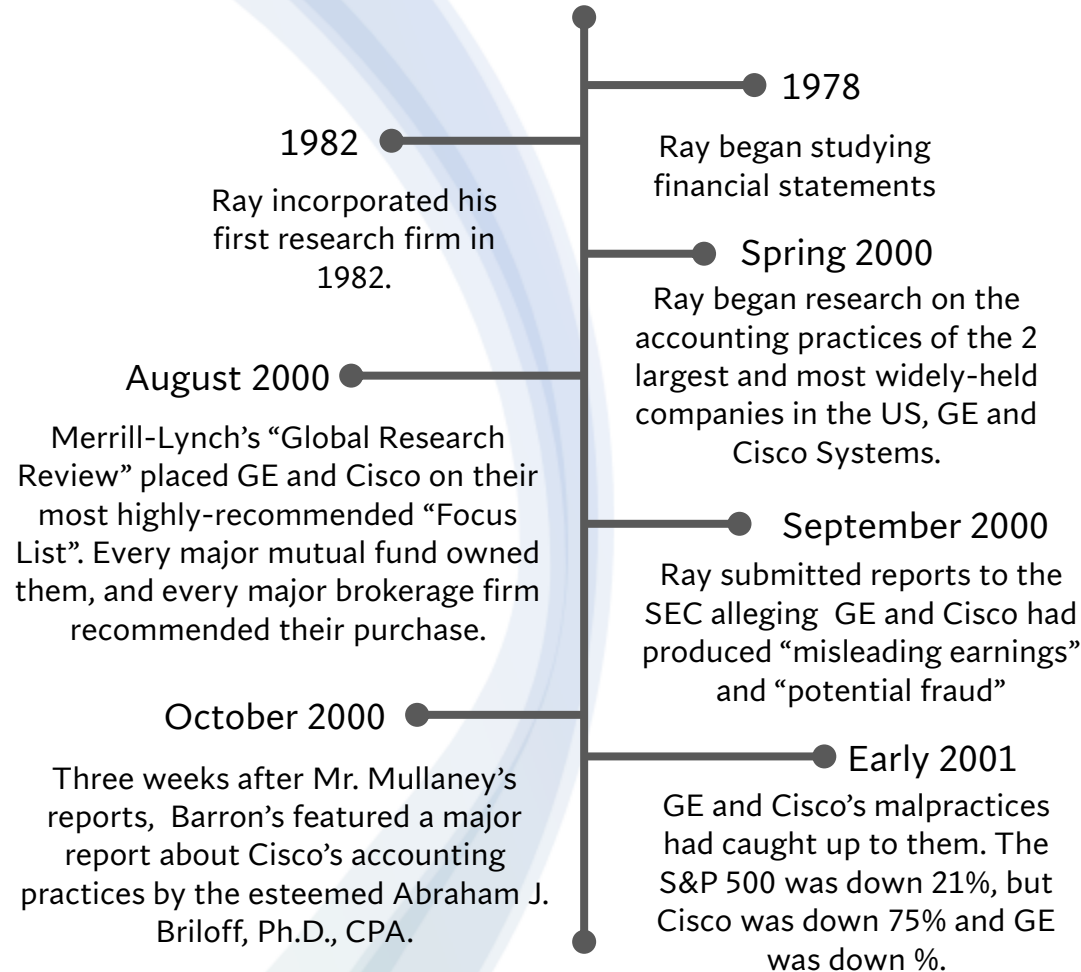 1978
Ray began studying
financial statements
1982
Ray incorporated his
first research firm in
1982.
Spring 2000
Ray began research on the
accounting practices of the 2
largest and most widely-held
companies in the US, GE and
Cisco Systems.
August 2000
Merrill-Lynch’s “Global Research
Review” placed GE and Cisco on their
most highly-recommended “Focus
List”. Every major mutual fund owned
them, and every major brokerage firm
recommended their purchase.
September 2000
Ray submitted reports to the
SEC alleging  GE and Cisco had
produced “misleading earnings”
and “potential fraud”
October 2000
Three weeks after Mr. Mullaney’s
reports,  Barron’s featured a major
report about Cisco’s accounting
practices by the esteemed Abraham J.
Briloff, Ph.D., CPA.
Early 2001
GE and Cisco’s malpractices
had caught up to them. The
S&P 500 was down 21%, but
Cisco was down 75% and GE
was down %.